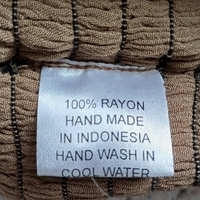 100% RAYON
HAND MADE
IN INDONESIA
HAND WASH IN
COOL WATER